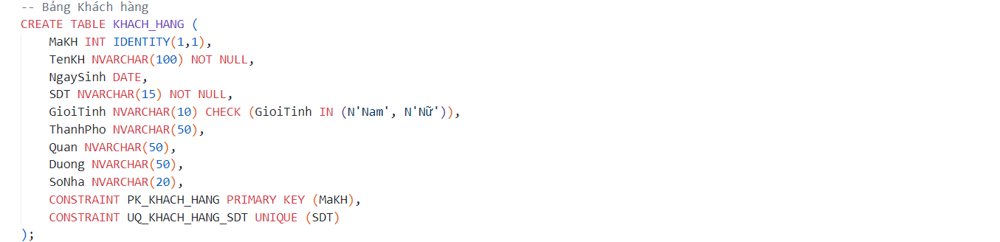 -- Bảng Khách hàng
CREATE TABLE KHACH_HANG (
    MaKH INT IDENTITY(1,1),
    TenKH NVARCHAR(100) NOT NULL,
    NgaySinh DATE,
    SDT NVARCHAR(15) NOT NULL,
    GioiTinh NVARCHAR(10) CHECK (GioiTinh IN (N'Nam', N'Nữ')),
    ThanhPho NVARCHAR(50),
    Quan NVARCHAR(50),
    Duong NVARCHAR(50),
    SoNha NVARCHAR(20),
    CONSTRAINT PK_KHACH_HANG PRIMARY KEY (MaKH),
    CONSTRAINT UQ_KHACH_HANG_SDT UNIQUE (SDT)
);